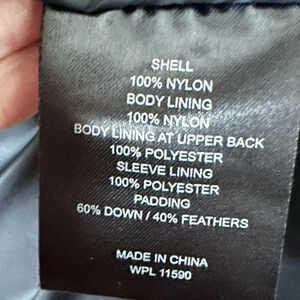 SHELL
100% NYLON
BODY LINING
100% NYLON
BODY LINING AT UPPER BACK
100% POLYESTER
SLEEVE LINING
100% POLYESTER
PADDING
60% DOWN / 40% FEATHERS
MADE IN CHINA
WPL 11590